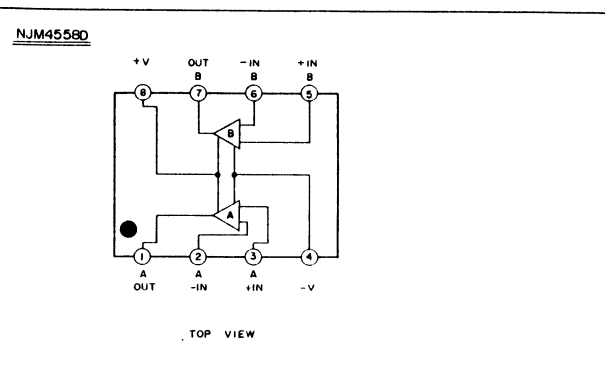 NJM4558D
+V OUT -IN +IN
B B B
8 7 6 5
B
A
1 2 3 4
A A A
OUT -IN +IN -V
TOP VIEW